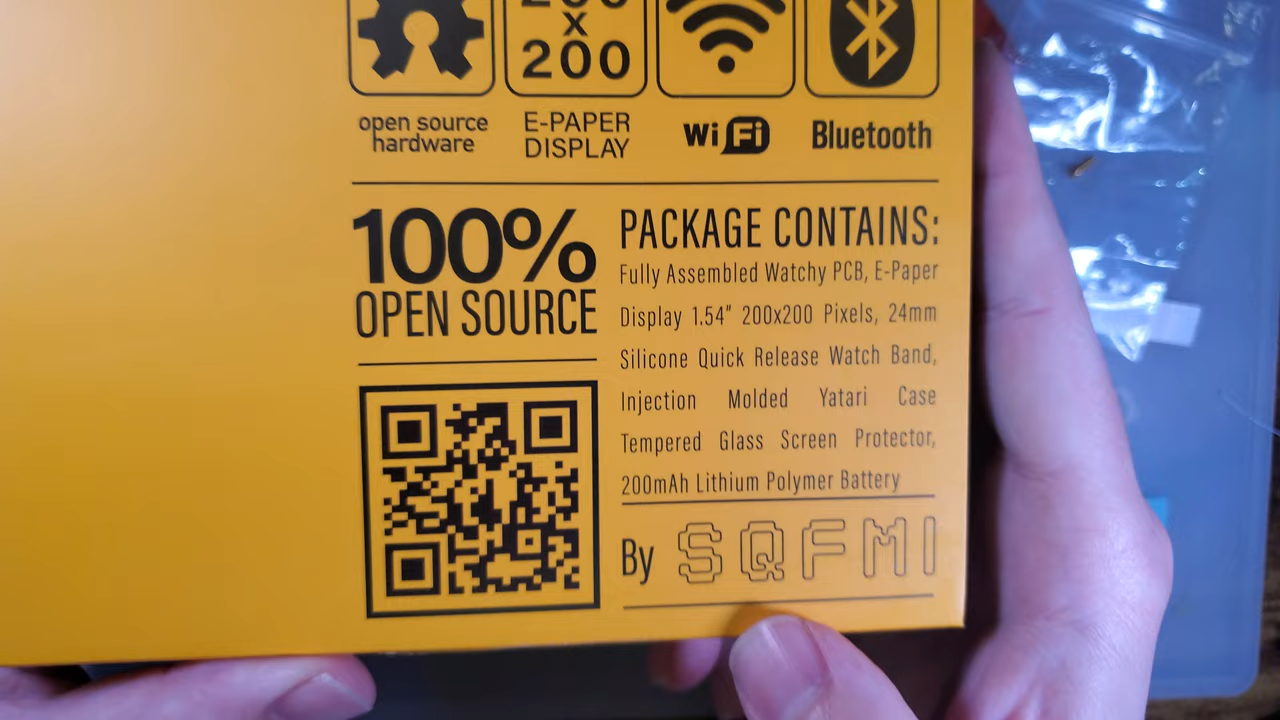 x
200
open source
hardware
E-PAPER
DISPLAY
WiFi
Bluetooth
100%
OPEN SOURCE
PACKAGE CONTAINS:
Fully Assembled Watchy PCB, E-Paper
Display 1.54" 200x200 Pixels, 24mm
Silicone Quick Release Watch Band,
Injection Molded Yatari Case
Tempered Glass Screen Protector,
200mAh Lithium Polymer Battery
By SQFMI